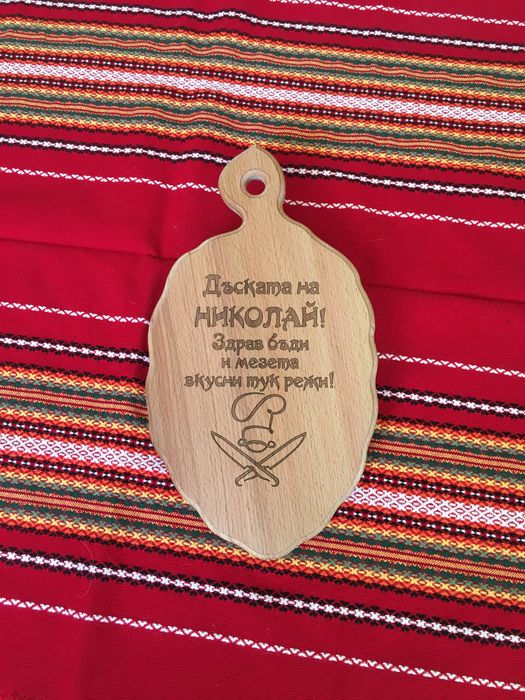 Дъската на
НИКОЛАЙ!
Здрав бъди
и мезета
вкусни тук режи!